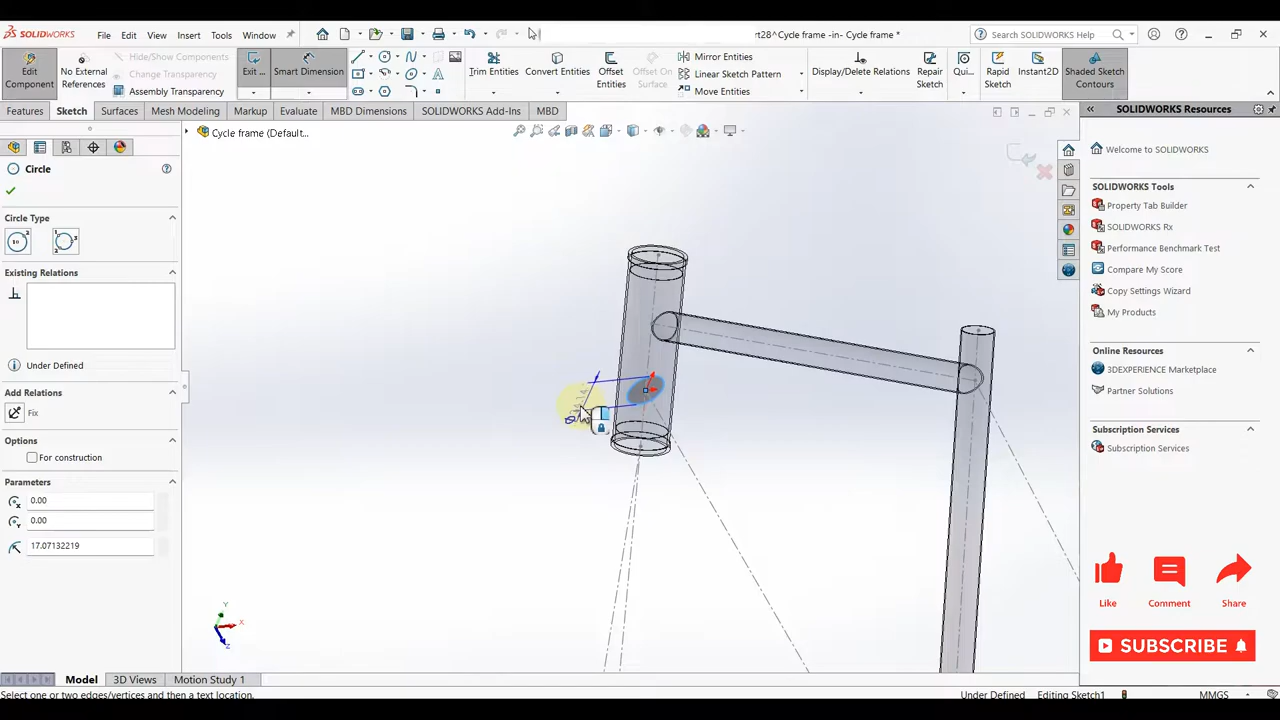 SOLIDWORKS File Edit View Insert Tools Window rt28^ Cycle frame -in- Cycle frame * Search SOLIDWORKS Help
Edit Component
No External References
Hide/Show Components
Change Transparency
Assembly Transparency
Exit ...
Smart Dimension
Trim Entities
Convert Entities
Offset Entities
Offset On Surface
Mirror Entities
Linear Sketch Pattern
Move Entities
Display/Delete Relations
Repair Sketch
Qui...
Rapid Sketch
Instant2D
Shaded Sketch Contours
Features Sketch Surfaces Mesh Modeling Markup Evaluate MBD Dimensions SOLIDWORKS Add-Ins MBD
SOLIDWORKS Resources
Cycle frame (Default...
Circle
Circle Type
Existing Relations
Under Defined
Add Relations
Fix
Options
For construction
Parameters
0.00
0.00
17.07132219
Y
X
Z
Welcome to SOLIDWORKS
SOLIDWORKS Tools
Property Tab Builder
SOLIDWORKS Rx
Performance Benchmark Test
Compare My Score
Copy Settings Wizard
My Products
Online Resources
3DEXPERIENCE Marketplace
Partner Solutions
Subscription Services
Subscription Services
Like Comment Share
SUBSCRIBE
Model 3D Views Motion Study 1
Select one or two edges/vertices and then a text location. Under Defined Editing Sketch1 MMGS